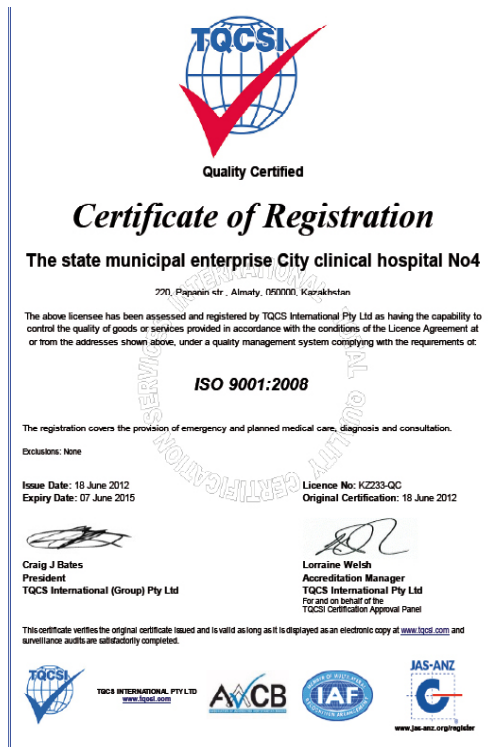 TQCSI
Quality Certified
Certificate of Registration
The state municipal enterprise City clinical hospital No4
220, Papanin str., Almaty, 050000, Kazakhstan
The above licensee has been assessed and registered by TQCS International Pty Ltd as having the capability to
control the quality of goods or services provided in accordance with the conditions of the Licence Agreement at
or from the addresses shown above, under a quality management system complying with the requirements of:
ISO 9001:2008
The registration covers the provision of emergency and planned medical care, diagnosis and consultation.
Exclusions: None
Issue Date: 18 June 2012
Expiry Date: 07 June 2015
Licence No: KZ233-QC
Original Certification: 18 June 2012
Craig J Bates
President
TQCS International (Group) Pty Ltd
Lorraine Welsh
Accreditation Manager
TQCS International Pty Ltd
For and on behalf of the
TQCSI Certification Approval Panel
This certificate verifies the original certificate issued and is valid as long as it is displayed as an electronic copy at www.tqcsi.com and
surveillance audits are satisfactorily completed.
TQCSI
TQCS INTERNATIONAL PTY LTD
www.tqcsi.com
AACB
IAF
JAS-ANZ
www.jas-anz.org/register